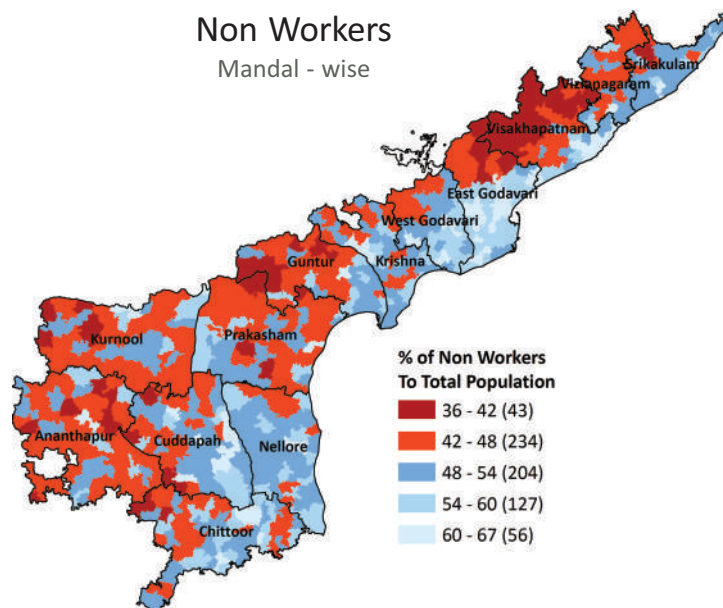 Non Workers
Mandal - wise
Srikakulam
Vizianagaram
Visakhapatnam
East Godavari
West Godavari
Guntur
Krishna
Kurnool
Prakasham
% of Non Workers
To Total Population
36 - 42 (43)
42 - 48 (234)
48 - 54 (204)
54 - 60 (127)
60 - 67 (56)
Ananthapur
Cuddapah
Nellore
Chittoor